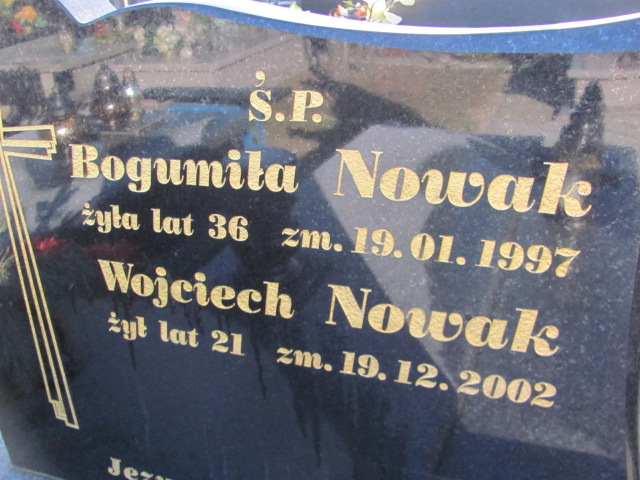 Ś.P.
Bogumiła Nowak
żyła lat 36 zm. 19.01.1997
Wojciech Nowak
żył lat 21 zm. 19.12.2002